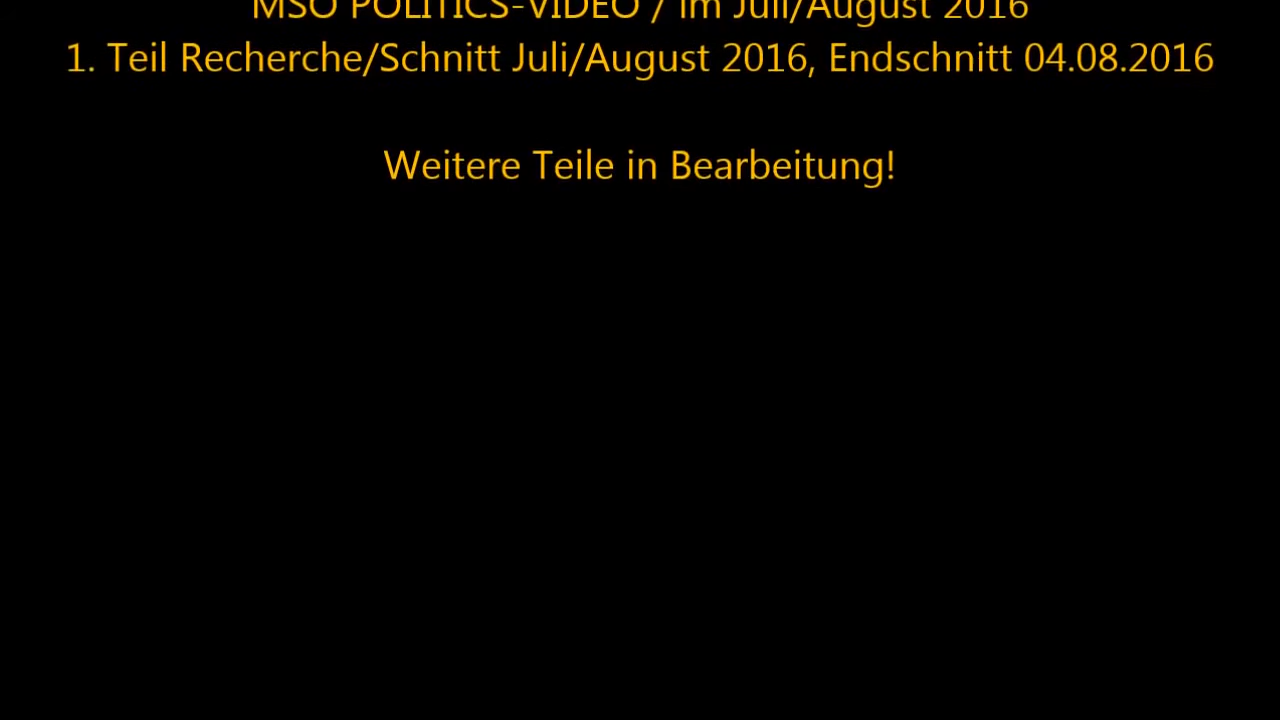 MSO POLITICS-VIDEO / im Juli/August 2016
1. Teil Recherche/Schnitt Juli/August 2016, Endschnitt 04.08.2016
Weitere Teile in Bearbeitung!